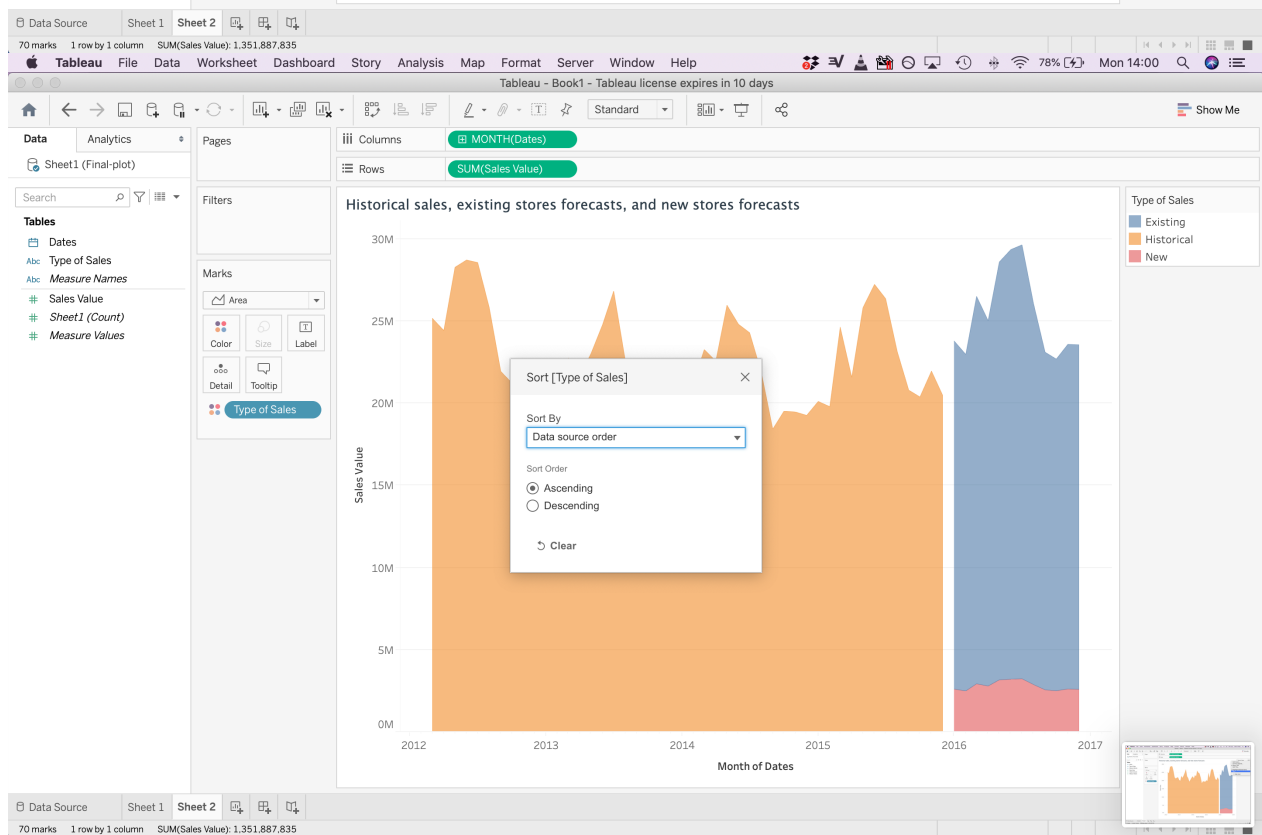 Data Source Sheet 1 Sheet 2
70 marks 1 row by 1 column SUM(Sales Value): 1,351,887,835
Tableau File Data Worksheet Dashboard Story Analysis Map Format Server Window Help 78% Mon 14:00
Tableau - Book1 - Tableau license expires in 10 days
Standard Show Me
Data Analytics
Sheet1 (Final-plot)
Search
Tables
Dates
Abc Type of Sales
Abc Measure Names
# Sales Value
# Sheet1 (Count)
# Measure Values
Pages
Filters
Marks
Area
Color Size Label
Detail Tooltip
Type of Sales
Columns MONTH(Dates)
Rows SUM(Sales Value)
Historical sales, existing stores forecasts, and new stores forecasts
30M
25M
20M
15M
10M
5M
0M
Sales Value
2012 2013 2014 2015 2016 2017
Month of Dates
Sort [Type of Sales]
Sort By
Data source order
Sort Order
Ascending
Descending
Clear
Type of Sales
Existing
Historical
New
Data Source Sheet 1 Sheet 2
70 marks 1 row by 1 column SUM(Sales Value): 1,351,887,835